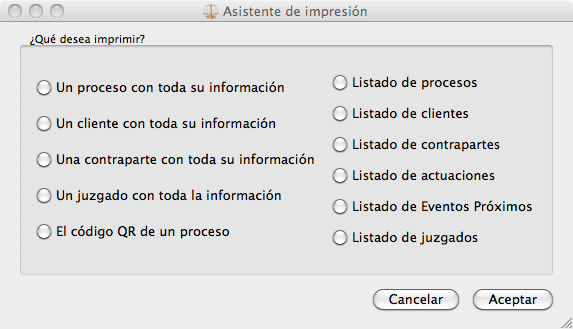 Asistente de impresión
¿Qué desea imprimir?
Un proceso con toda su información
Un cliente con toda su información
Una contraparte con toda su información
Un juzgado con toda la información
El código QR de un proceso
Listado de procesos
Listado de clientes
Listado de contrapartes
Listado de actuaciones
Listado de Eventos Próximos
Listado de juzgados
Cancelar
Aceptar